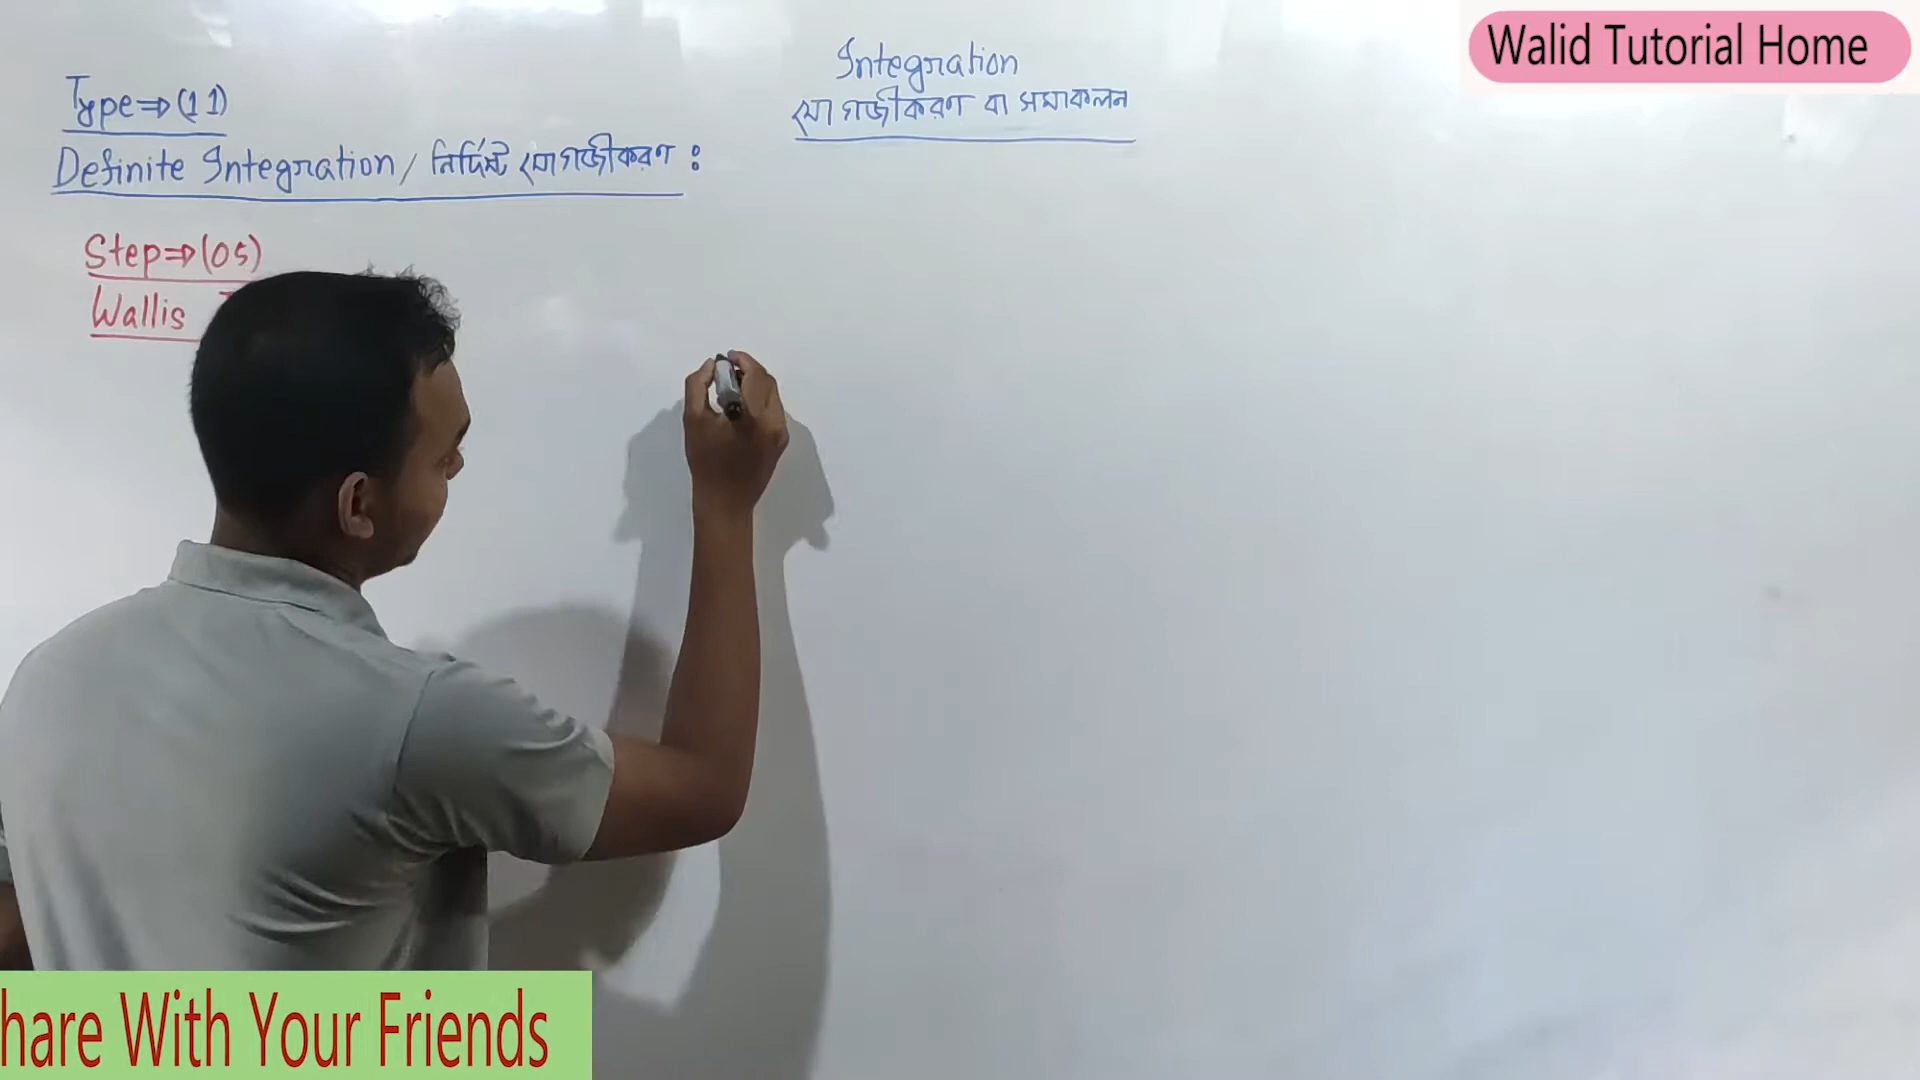 Walid Tutorial Home
Integration
যোগজীকরণ বা সমাকলন
Type⇒(11)
Definite Integration / নির্দিষ্ট যোগজীকরণ :
Step⇒(05)
Wallis
hare With Your Friends